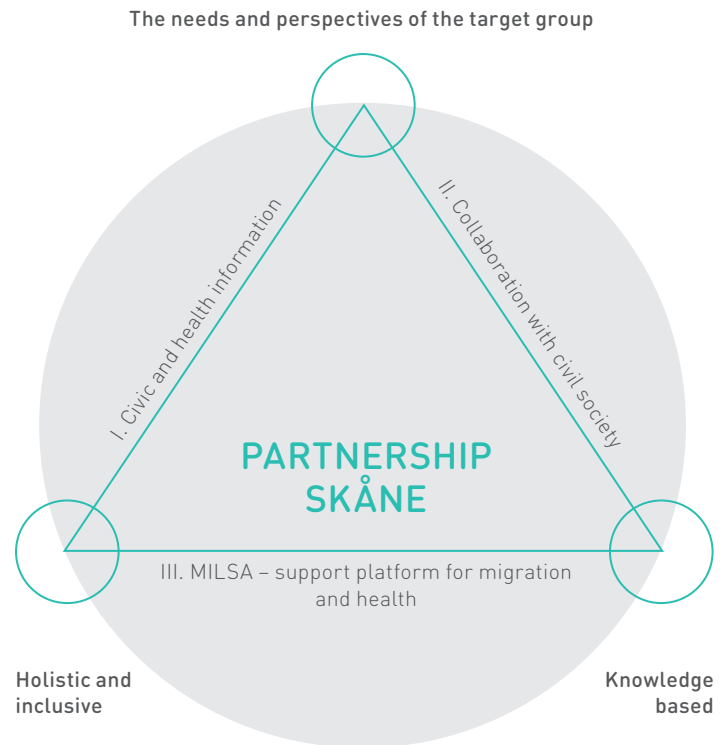 The needs and perspectives of the target group
I. Civic and health information
II. Collaboration with civil society
PARTNERSHIP
SKÅNE
III. MILSA – support platform for migration
and health
Holistic and
inclusive
Knowledge
based